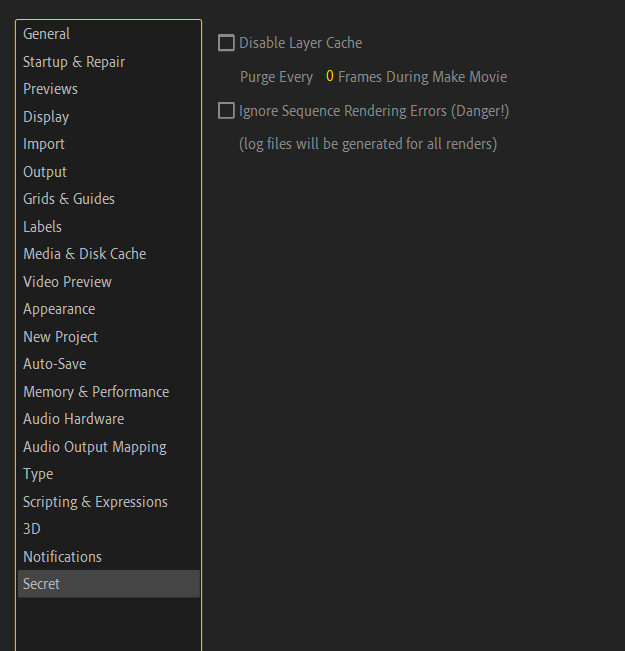 General
Startup & Repair
Previews
Display
Import
Output
Grids & Guides
Labels
Media & Disk Cache
Video Preview
Appearance
New Project
Auto-Save
Memory & Performance
Audio Hardware
Audio Output Mapping
Type
Scripting & Expressions
3D
Notifications
Secret
Disable Layer Cache
Purge Every 0 Frames During Make Movie
Ignore Sequence Rendering Errors (Danger!)
(log files will be generated for all renders)